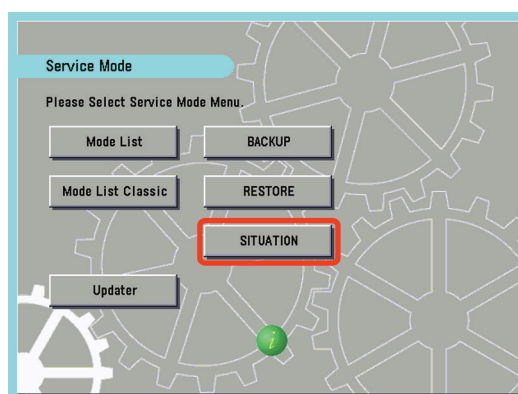 Service Mode
Please Select Service Mode Menu.
Mode List
BACKUP
Mode List Classic
RESTORE
SITUATION
Updater
i